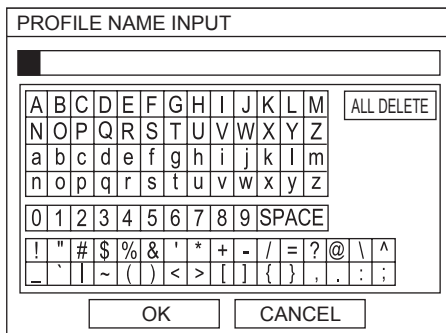 PROFILE NAME INPUT
A B C D E F G H I J K L M
ALL DELETE
N O P Q R S T U V W X Y Z
a b c d e f g h i j k l m
n o p q r s t u v w x y z
0 1 2 3 4 5 6 7 8 9 SPACE
! " # $ % & ' * + - / = ? @ \ ^
_ ` | ~ ( ) < > [ ] { } , . : ;
OK CANCEL